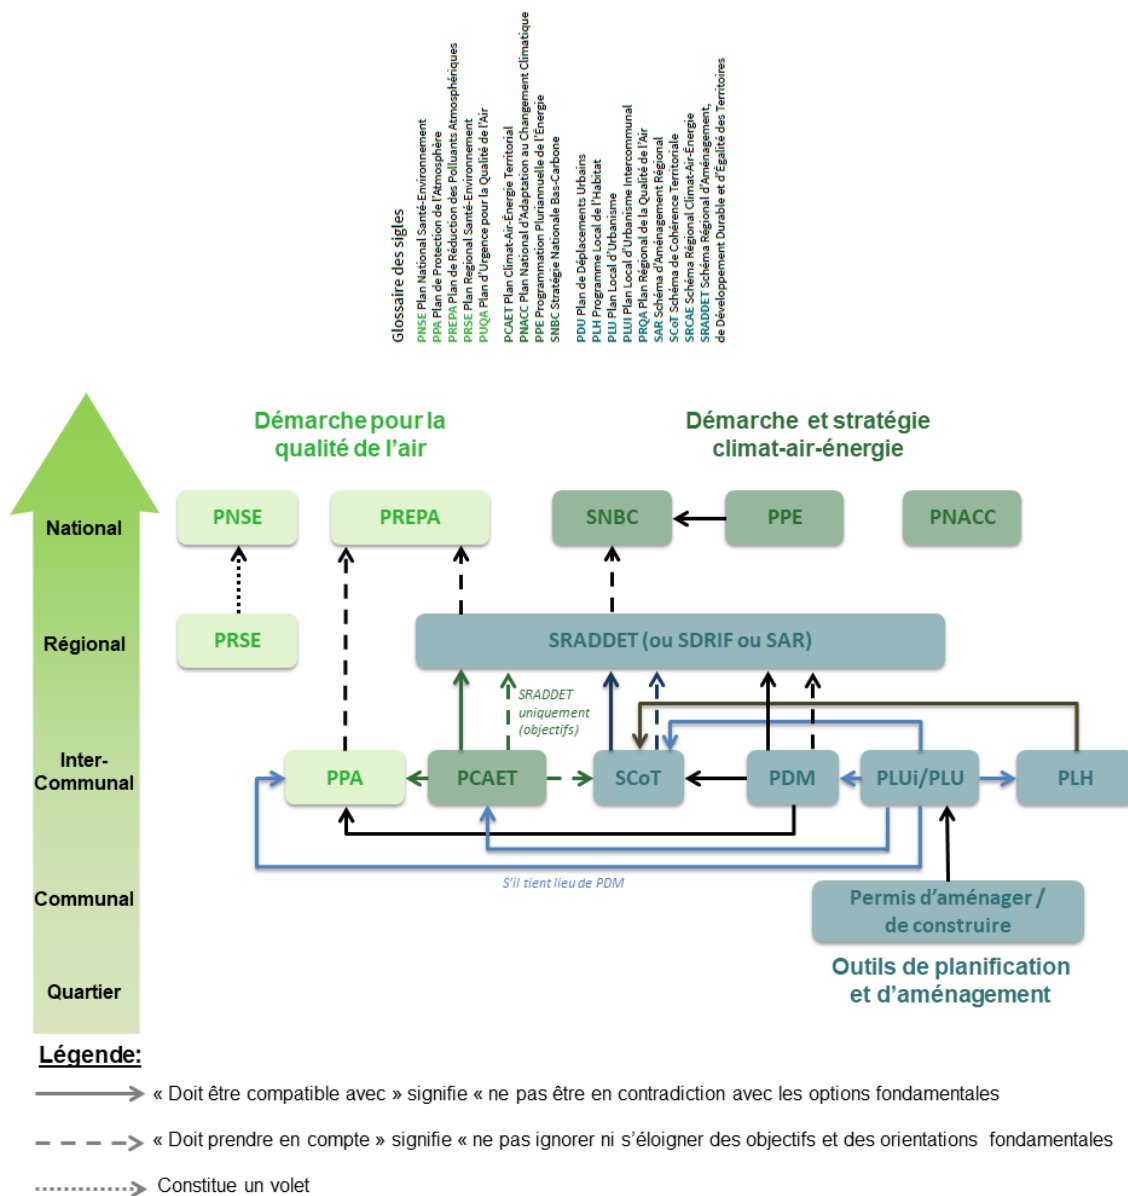 Glossaire des sigles
PNSE Plan National Santé-Environnement
PPA Plan de Protection de l'Atmosphère
PREPA Plan de Réduction des Polluants Atmosphériques
PRSE Plan Regional Santé-Environnement
PUQA Plan d'Urgence pour la Qualité de l'Air
PCAET Plan Climat-Air-Énergie Territorial
PNACC Plan National d'Adaptation au Changement Climatique
PPE Programmation Pluriannuelle de l'Énergie
SNBC Stratégie Nationale Bas-Carbone
PDU Plan de Déplacements Urbains
PLH Programme Local de l'Habitat
PLU Plan Local d'Urbanisme
PLUI Plan Local d'Urbanisme Intercommunal
PRQA Plan Régional de la Qualité de l'Air
SAR Schéma d'Aménagement Régional
SCoT Schéma de Cohérence Territoriale
SRCAE Schéma Régional Climat-Air-Énergie
SRADDET Schéma Régional d'Aménagement,
de Développement Durable et d'Égalité des Territoires
Démarche pour la
qualité de l'air
Démarche et stratégie
climat-air-énergie
National
PNSE
PREPA
SNBC
PPE
PNACC
Régional
PRSE
SRADDET (ou SDRIF ou SAR)
SRADDET
uniquement
(objectifs)
Inter-
Communal
PPA
PCAET
SCoT
PDM
PLUi/PLU
PLH
S'il tient lieu de PDM
Communal
Permis d'aménager /
de construire
Outils de planification
et d'aménagement
Quartier
Légende:
« Doit être compatible avec » signifie « ne pas être en contradiction avec les options fondamentales
« Doit prendre en compte » signifie « ne pas ignorer ni s'éloigner des objectifs et des orientations fondamentales
Constitue un volet